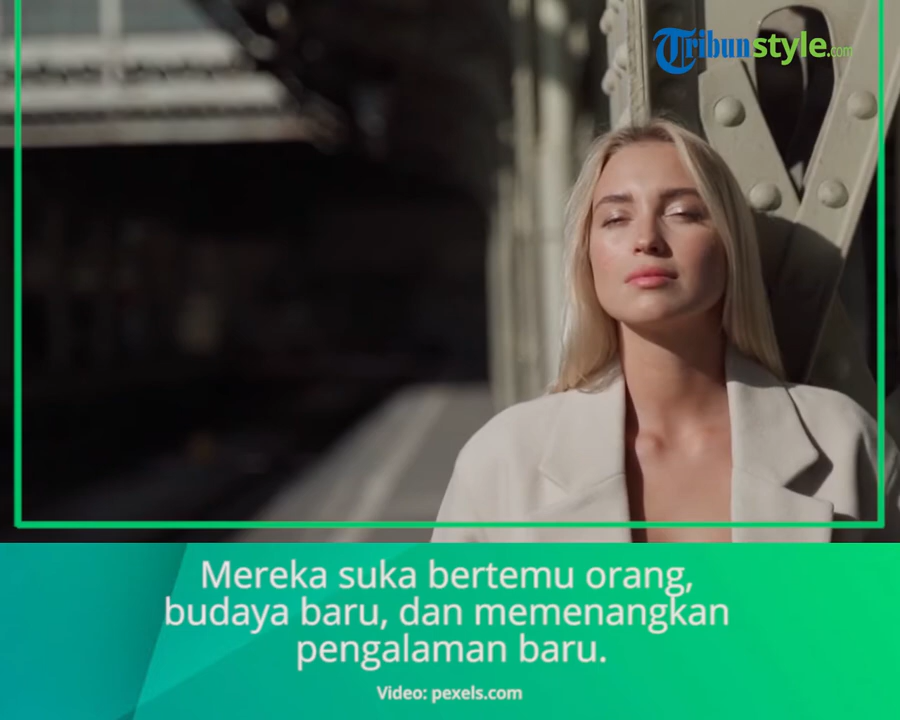 Tribunstyle.com
Mereka suka bertemu orang,
budaya baru, dan memenangkan
pengalaman baru.
Video: pexels.com